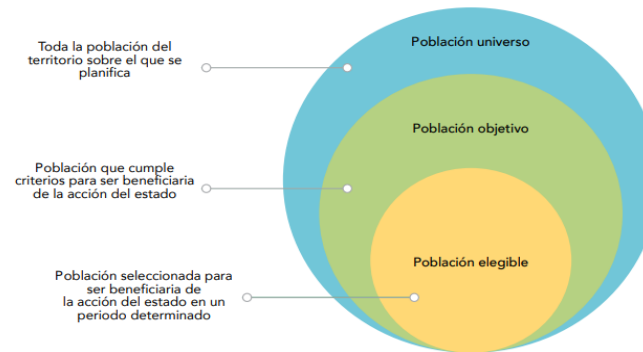 Toda la población del
territorio sobre el que se
planifica
Población universo
Población objetivo
Población que cumple
criterios para ser beneficiaria
de la acción del estado
Población elegible
Población seleccionada para
ser beneficiaria de
la acción del estado en un
periodo determinado